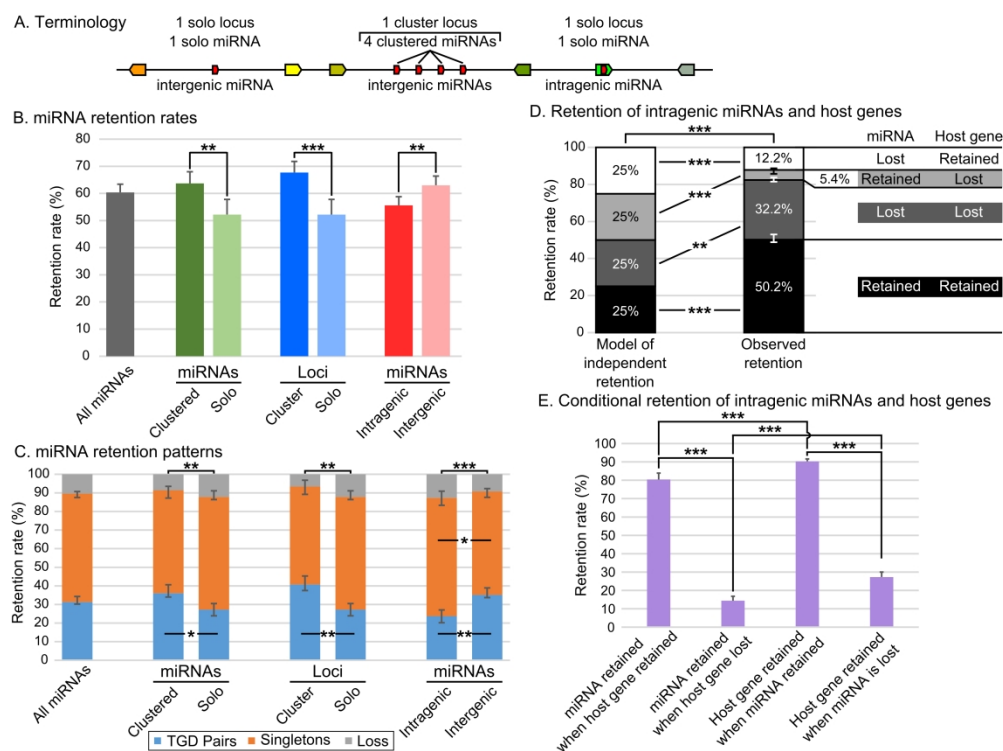 A. Terminology
1 solo locus
1 solo miRNA
1 cluster locus
4 clustered miRNAs
1 solo locus
1 solo miRNA
intergenic miRNA
intergenic miRNAs
intragenic miRNA
B. miRNA retention rates
Retention rate (%)
80
70
60
50
40
30
20
10
0
**
***
**
All miRNAs
miRNAs
Clustered
Solo
Loci
Cluster
Solo
miRNAs
Intragenic
Intergenic
C. miRNA retention patterns
Retention rate (%)
100
90
80
70
60
50
40
30
20
10
0
**
**
***
*
*
**
**
All miRNAs
miRNAs
Clustered
Solo
Loci
Cluster
Solo
miRNAs
Intragenic
Intergenic
TGD Pairs
Singletons
Loss
D. Retention of intragenic miRNAs and host genes
Retention rate (%)
100
80
60
40
20
0
***
25%
25%
25%
25%
***
***
**
***
12.2%
5.4%
32.2%
50.2%
Model of
independent
retention
Observed
retention
miRNA Host gene
Lost Retained
Retained Lost
Lost Lost
Retained Retained
E. Conditional retention of intragenic miRNAs and host genes
Retention rate (%)
100
90
80
70
60
50
40
30
20
10
0
***
***
***
***
miRNA retained
when host gene retained
miRNA retained
when host gene lost
Host gene retained
when miRNA retained
Host gene retained
when miRNA is lost